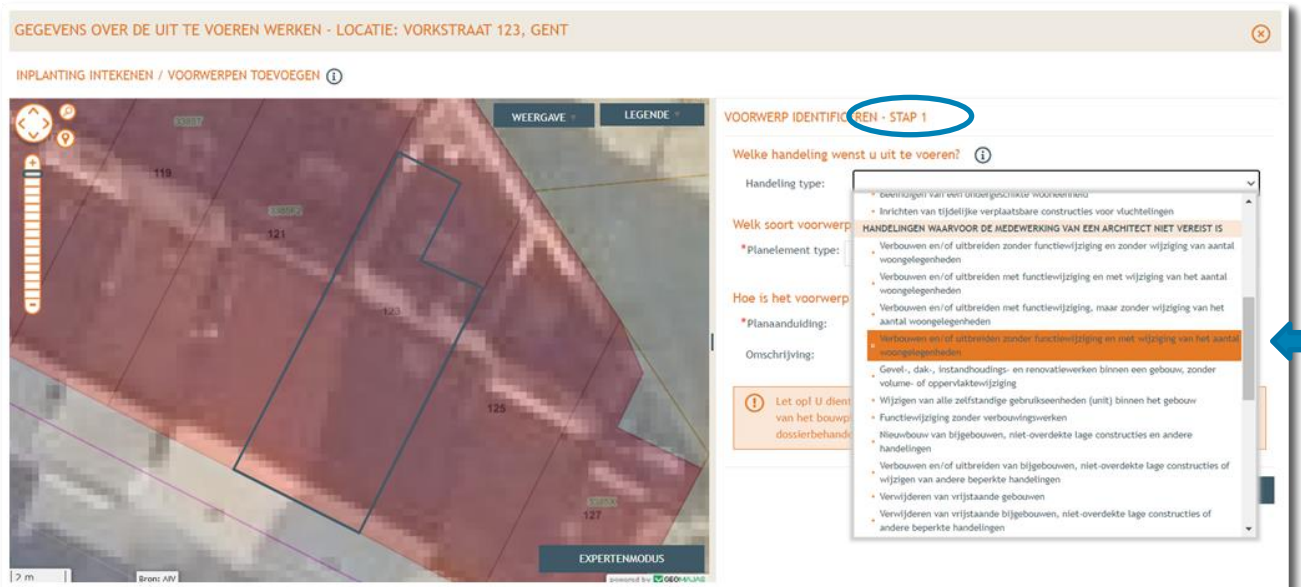 GEGEVENS OVER DE UIT TE VOEREN WERKEN - LOCATIE: VORKSTRAAT 123, GENT
INPLANTING INTEKENEN / VOORWERPEN TOEVOEGEN
WEERGAVE
LEGENDE
119
121
123
125
127
2 m
Bron: AIV
EXPERTENMODUS
powered by GEOMAJAS
VOORWERP IDENTIFICEREN - STAP 1
Welke handeling wenst u uit te voeren?
Handeling type:
Beëindigen van een ondergeschikte wooneenheid
Inrichten van tijdelijke verplaatsbare constructies voor vluchtelingen
HANDELINGEN WAARVOOR DE MEDEWERKING VAN EEN ARCHITECT NIET VEREIST IS
Verbouwen en/of uitbreiden zonder functiewijziging en zonder wijziging van aantal
woongelegenheden
Verbouwen en/of uitbreiden met functiewijziging en met wijziging van het aantal
woongelegenheden
Verbouwen en/of uitbreiden met functiewijziging, maar zonder wijziging van het
aantal woongelegenheden
Verbouwen en/of uitbreiden zonder functiewijziging en met wijziging van het aantal
woongelegenheden
Gevel-, dak-, instandhoudings- en renovatiewerken binnen een gebouw, zonder
volume- of oppervlaktewijziging
Wijzigen van alle zelfstandige gebruikseenheden (unit) binnen het gebouw
Functiewijziging zonder verbouwingswerken
Nieuwbouw van bijgebouwen, niet-overdekte lage constructies en andere
handelingen
Verbouwen en/of uitbreiden van bijgebouwen, niet-overdekte lage constructies of
wijzigen van andere beperkte handelingen
Verwijderen van vrijstaande gebouwen
Verwijderen van vrijstaande bijgebouwen, niet-overdekte lage constructies of
andere beperkte handelingen
Welk soort voorwerp
*Planelement type:
Hoe is het voorwerp
*Planaanduiding:
Omschrijving:
Let op! U dient
van het bouwp
dossierbehande